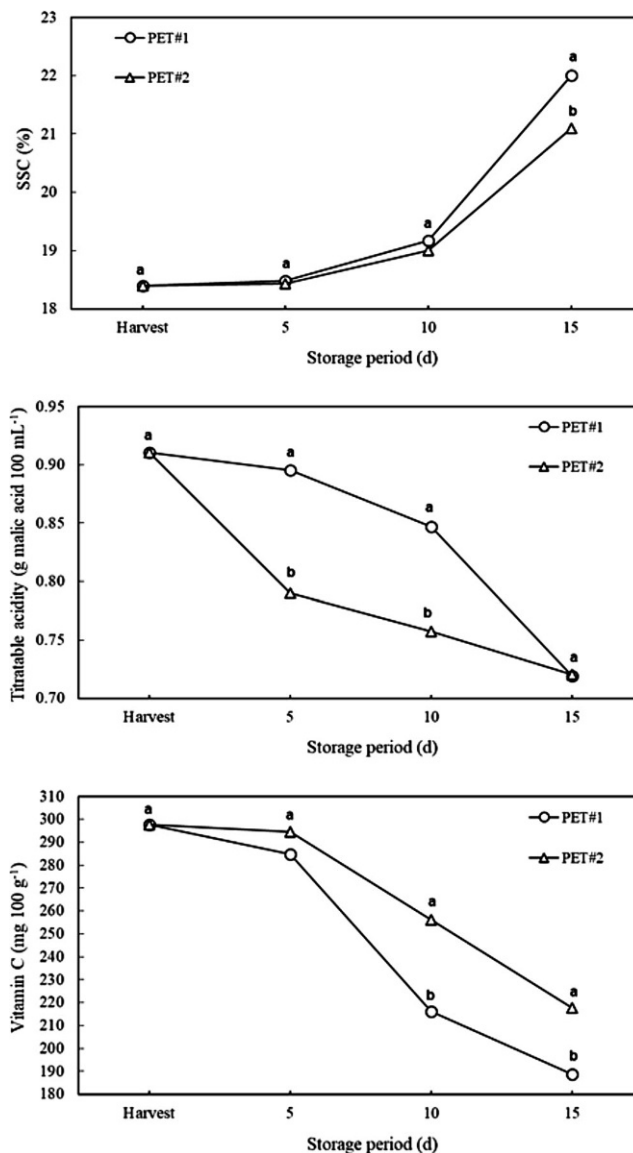 23
22
21
20
19
18
SSC (%)
PET#1
PET#2
a
a
a
a
b
Harvest
5
10
15
Storage period (d)
0.95
0.90
0.85
0.80
0.75
0.70
Titratable acidity (g malic acid 100 mL⁻¹)
PET#1
PET#2
a
a
a
b
b
a
Harvest
5
10
15
Storage period (d)
310
300
290
280
270
260
250
240
230
220
210
200
190
180
Vitamin C (mg 100 g⁻¹)
PET#1
PET#2
a
a
a
b
a
b
Harvest
5
10
15
Storage period (d)